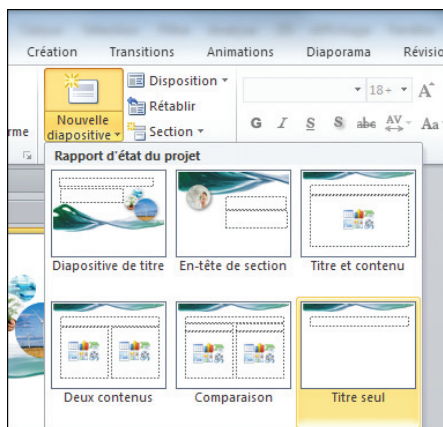 Création Transitions Animations Diaporama Révisio
Nouvelle
diapositive
Disposition
Rétablir
Section
18
A
G I S S abc AV Aa
rme
Rapport d'état du projet
Diapositive de titre En-tête de section Titre et contenu
Deux contenus Comparaison Titre seul